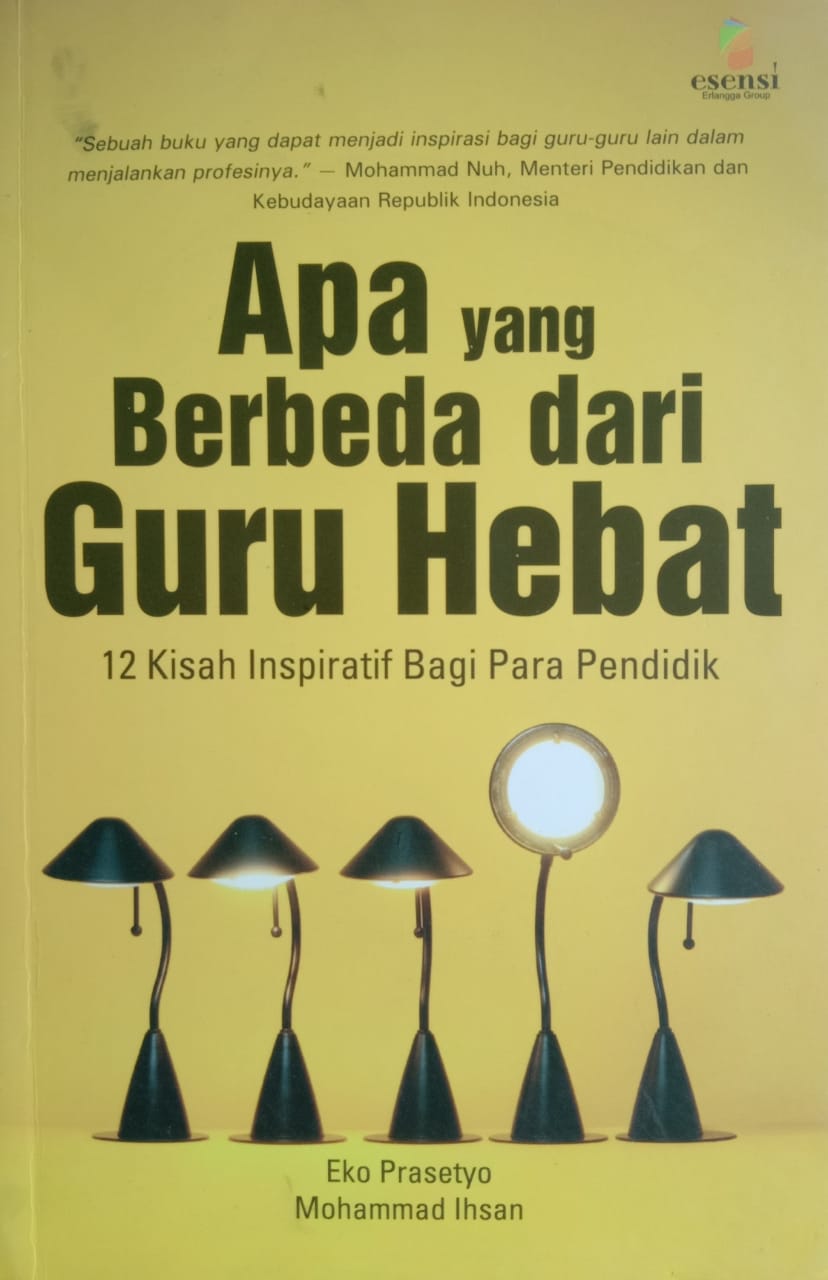 esensi
Erlangga Group
“Sebuah buku yang dapat menjadi inspirasi bagi guru-guru lain dalam
menjalankan profesinya.” — Mohammad Nuh, Menteri Pendidikan dan
Kebudayaan Republik Indonesia
Apa yang
Berbeda dari
Guru Hebat
12 Kisah Inspiratif Bagi Para Pendidik
Eko Prasetyo
Mohammad Ihsan